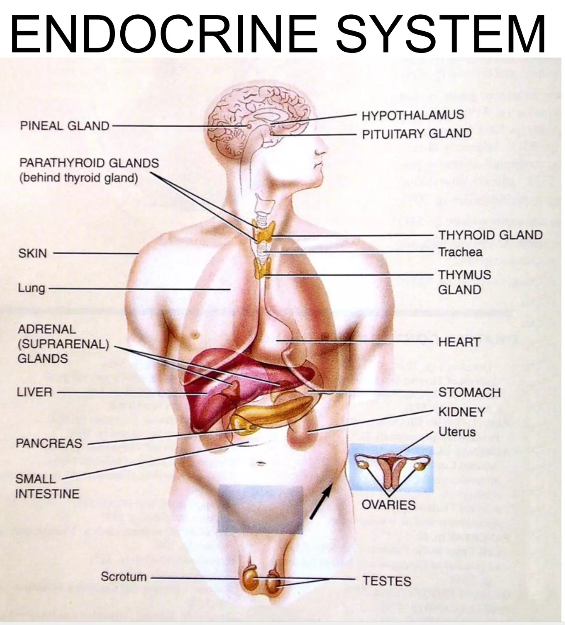 ENDOCRINE SYSTEM
PINEAL GLAND
HYPOTHALAMUS
PITUITARY GLAND
PARATHYROID GLANDS
(behind thyroid gland)
THYROID GLAND
Trachea
SKIN
THYMUS
GLAND
Lung
ADRENAL
(SUPRARENAL)
GLANDS
HEART
LIVER
STOMACH
KIDNEY
Uterus
PANCREAS
SMALL
INTESTINE
OVARIES
Scrotum
TESTES